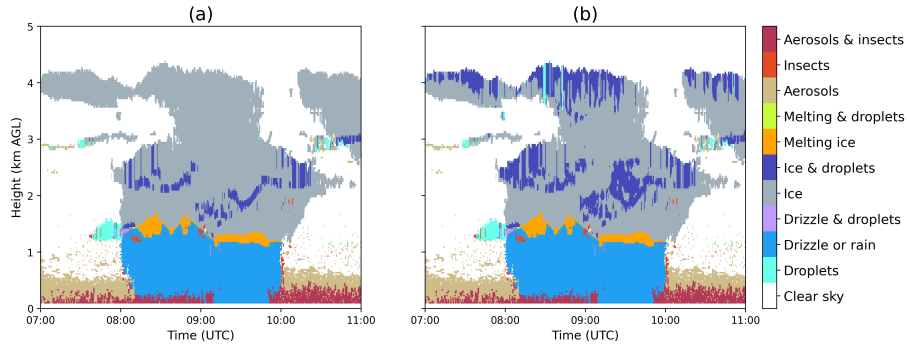 (a)
(b)
5
4
3
2
1
0
Height (km AGL)
07:00
08:00
09:00
10:00
11:00
Time (UTC)
07:00
08:00
09:00
10:00
11:00
Time (UTC)
Aerosols & insects
Insects
Aerosols
Melting & droplets
Melting ice
Ice & droplets
Ice
Drizzle & droplets
Drizzle or rain
Droplets
Clear sky